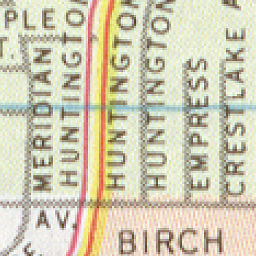 PLE
T.
MERIDIAN
HUNTINGTON
HUNTINGTON
HUNTINGTON
EMPRESS
CRESTLAKE A
AV.
BIRCH